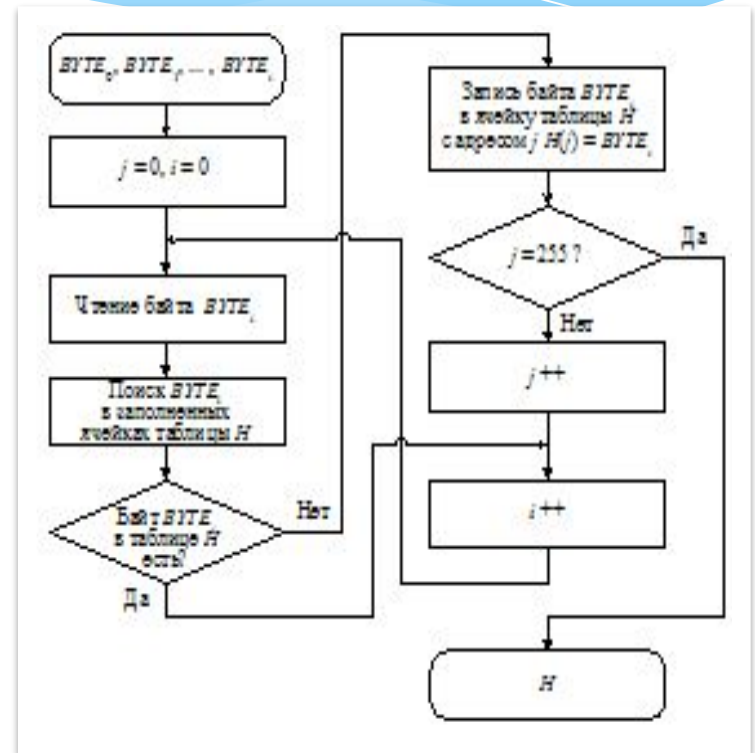 BYTE₀, BYTE₁, ... , BYTEᵢ
j = 0, i = 0
Чтение байта BYTEᵢ
Поиск BYTEᵢ
в заполненных
ячейках таблицы H
Байт BYTEᵢ
в таблице H
есть?
Нет
Да
Запись байта BYTEᵢ
в ячейку таблицы H
с адресом j H(j) = BYTEᵢ
j = 255 ?
Да
Нет
j ++
i ++
H